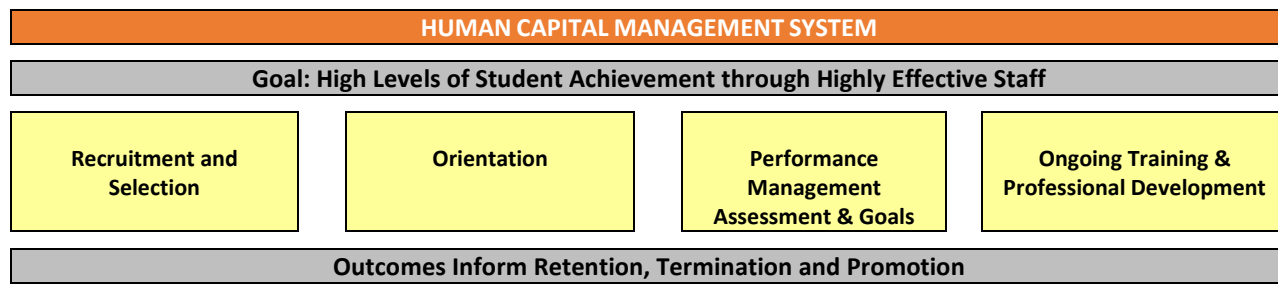 HUMAN CAPITAL MANAGEMENT SYSTEM
Goal: High Levels of Student Achievement through Highly Effective Staff
Recruitment and
Selection
Orientation
Performance
Management
Assessment & Goals
Ongoing Training &
Professional Development
Outcomes Inform Retention, Termination and Promotion